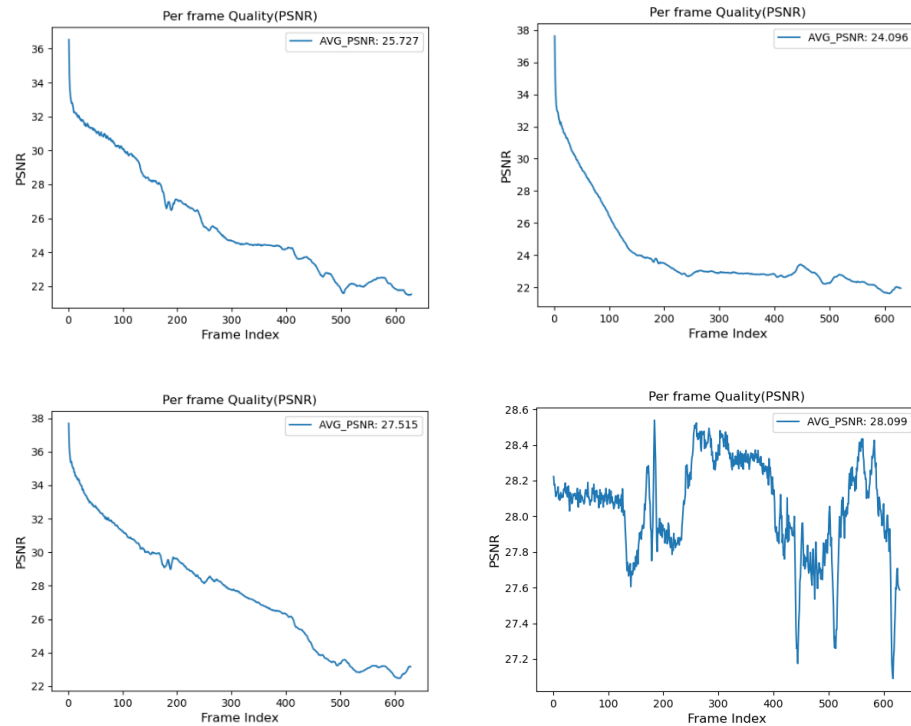 Per frame Quality(PSNR)
AVG_PSNR: 25.727
36
34
32
30
28
26
24
22
PSNR
0 100 200 300 400 500 600
Frame Index
Per frame Quality(PSNR)
AVG_PSNR: 24.096
38
36
34
32
30
28
26
24
22
PSNR
0 100 200 300 400 500 600
Frame Index
Per frame Quality(PSNR)
AVG_PSNR: 27.515
38
36
34
32
30
28
26
24
22
PSNR
0 100 200 300 400 500 600
Frame Index
Per frame Quality(PSNR)
AVG_PSNR: 28.099
28.6
28.4
28.2
28.0
27.8
27.6
27.4
27.2
PSNR
0 100 200 300 400 500 600
Frame Index